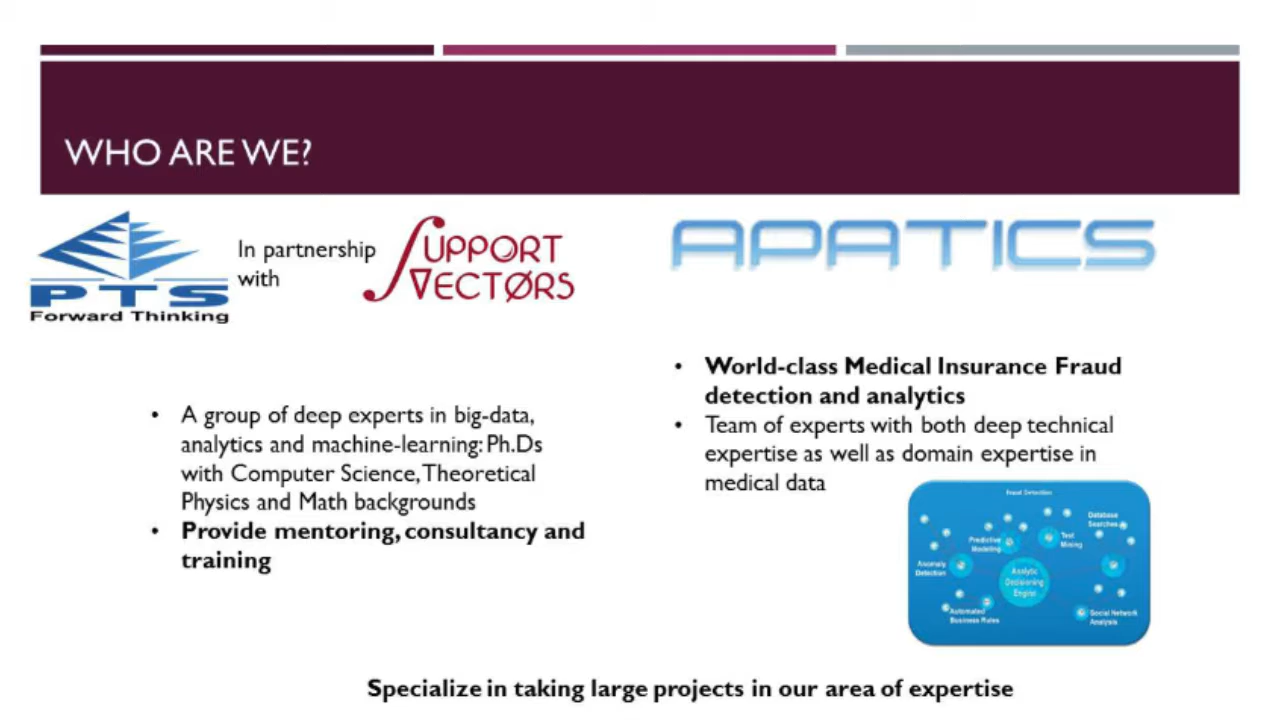 WHO ARE WE?
PTS
Forward Thinking
In partnership
with
SUPPORT
VECTORS
APATICS
• A group of deep experts in big-data,
analytics and machine-learning: Ph.Ds
with Computer Science, Theoretical
Physics and Math backgrounds
• Provide mentoring, consultancy and
training
• World-class Medical Insurance Fraud
detection and analytics
• Team of experts with both deep technical
expertise as well as domain expertise in
medical data
Fraud Detection
Database
Searches
Predictive
Modeling
Text
Mining
Anomaly
Detection
Analytic
Decisioning
Engine
Automated
Business Rules
Social Network
Analysis
Specialize in taking large projects in our area of expertise